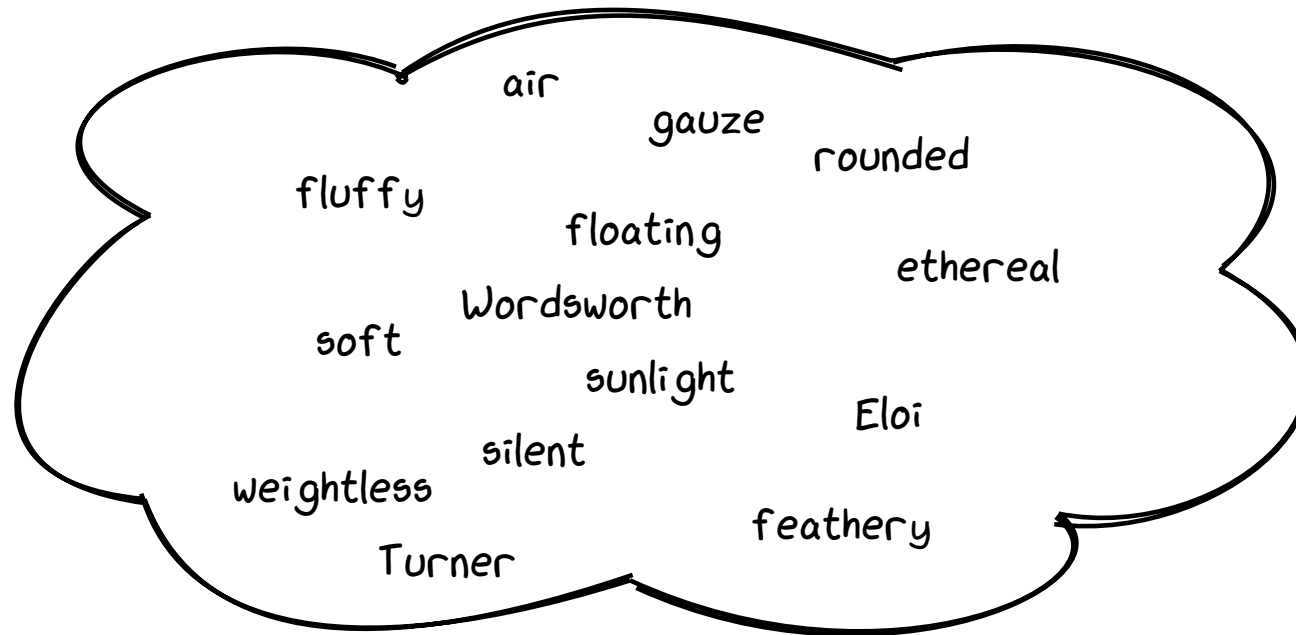 air
gauze
rounded
fluffy
floating
ethereal
Wordsworth
soft
sunlight
Eloi
silent
weightless
feathery
Turner